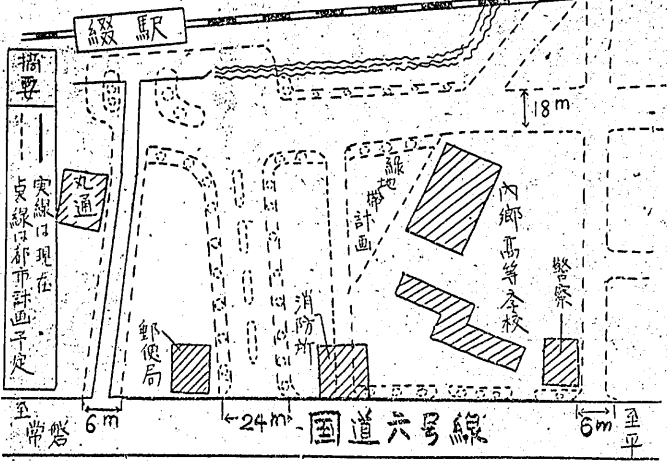 綴駅
摘要
実線は現在
点線は都市計画予定
丸通
18m
緑地帯計画
内郷高等学校
警察
消防所
郵便局
至常磐
6m
24m
国道六号線
6m
至平